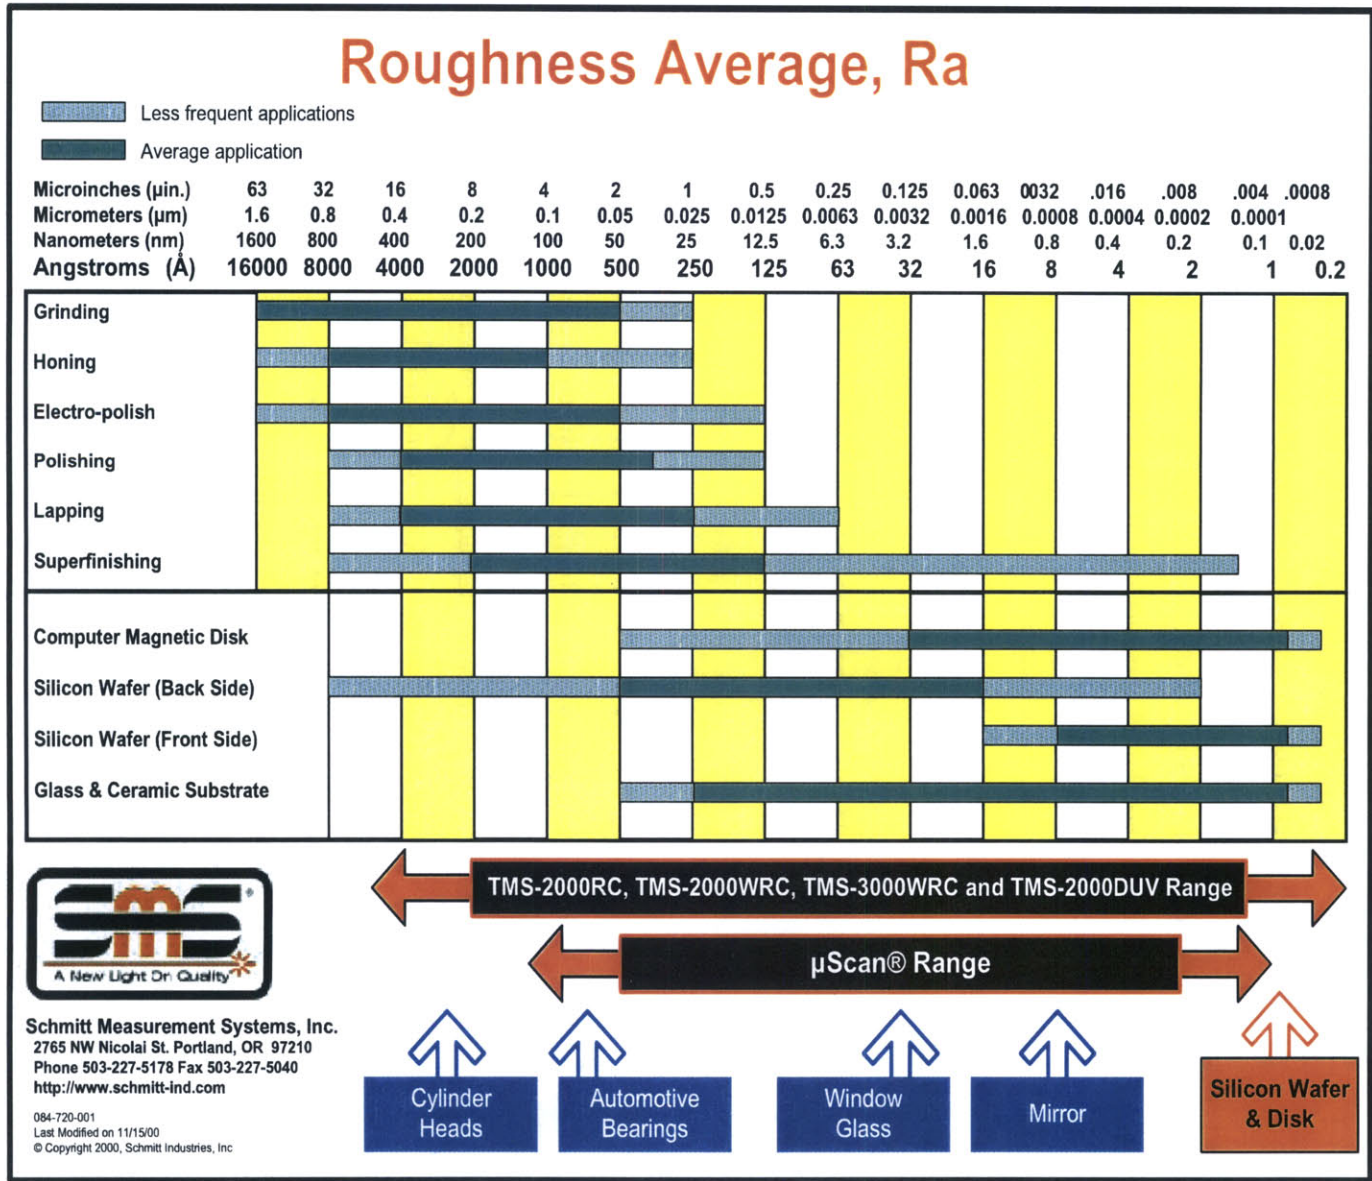 Roughness Average, Ra
Less frequent applications
Average application
Microinches (µin.) 63 32 16 8 4 2 1 0.5 0.25 0.125 0.063 0032 .016 .008 .004 .0008
Micrometers (µm) 1.6 0.8 0.4 0.2 0.1 0.05 0.025 0.0125 0.0063 0.0032 0.0016 0.0008 0.0004 0.0002 0.0001
Nanometers (nm) 1600 800 400 200 100 50 25 12.5 6.3 3.2 1.6 0.8 0.4 0.2 0.1 0.02
Angstroms (Å) 16000 8000 4000 2000 1000 500 250 125 63 32 16 8 4 2 1 0.2
Grinding
Honing
Electro-polish
Polishing
Lapping
Superfinishing
Computer Magnetic Disk
Silicon Wafer (Back Side)
Silicon Wafer (Front Side)
Glass & Ceramic Substrate
TMS-2000RC, TMS-2000WRC, TMS-3000WRC and TMS-2000DUV Range
µScan® Range
SMS®
A New Light On Quality
Schmitt Measurement Systems, Inc.
2765 NW Nicolai St. Portland, OR 97210
Phone 503-227-5178 Fax 503-227-5040
http://www.schmitt-ind.com
084-720-001
Last Modified on 11/15/00
© Copyright 2000, Schmitt Industries, Inc
Cylinder
Heads
Automotive
Bearings
Window
Glass
Mirror
Silicon Wafer
& Disk